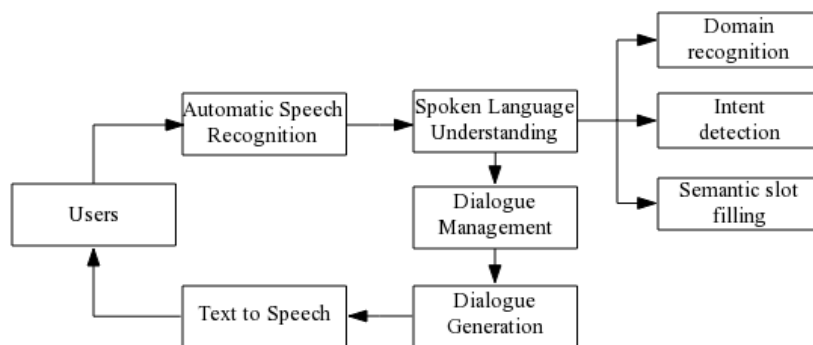 Domain
recognition
Automatic Speech
Recognition
Spoken Language
Understanding
Intent
detection
Users
Dialogue
Management
Semantic slot
filling
Text to Speech
Dialogue
Generation